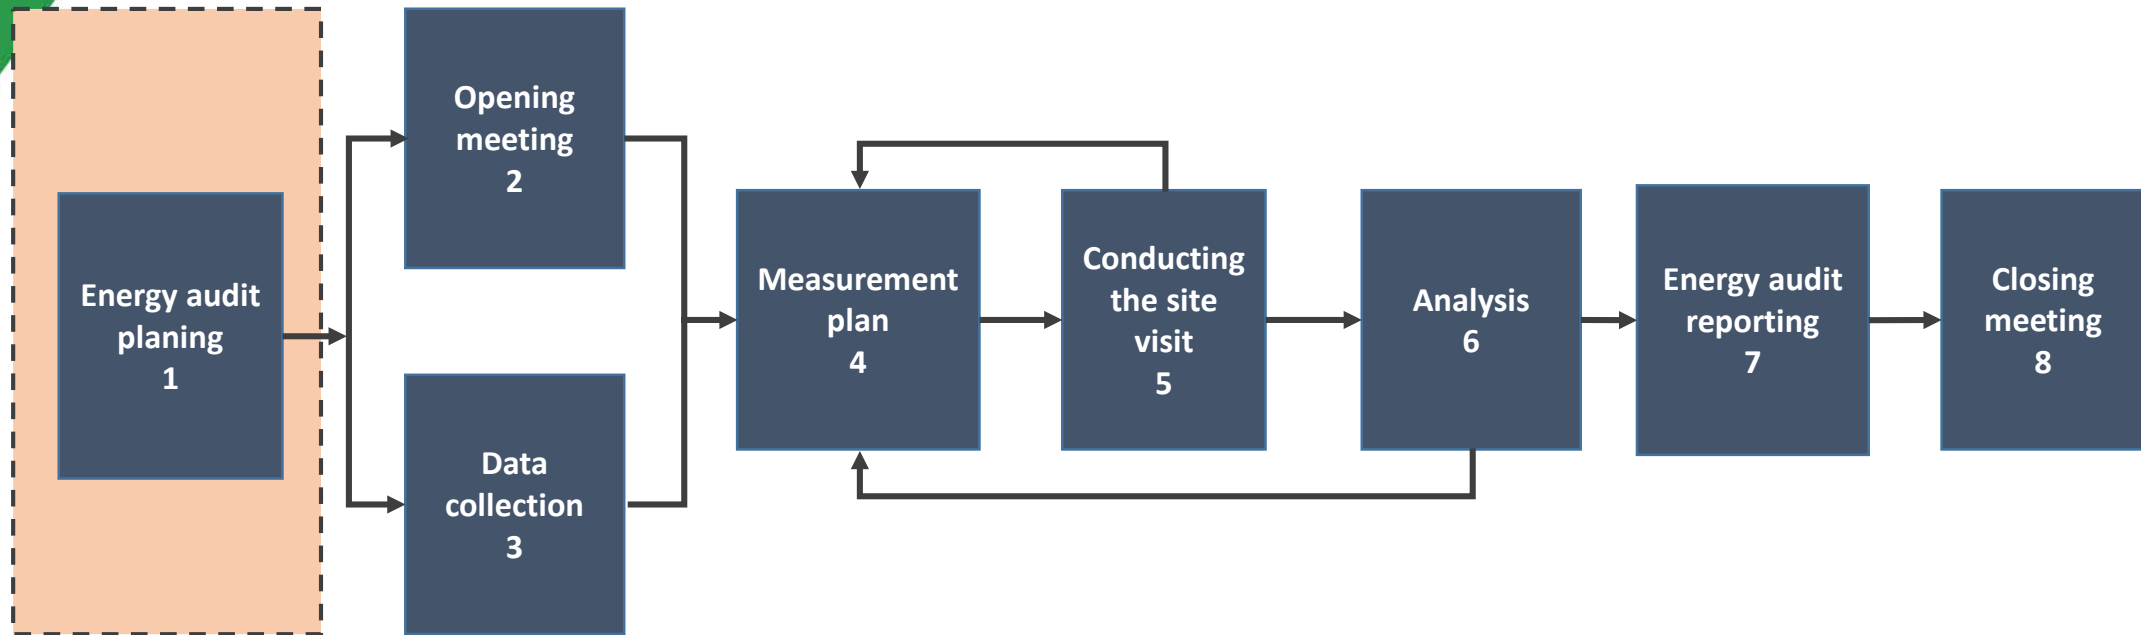 Energy audit
planing
1
Opening
meeting
2
Data
collection
3
Measurement
plan
4
Conducting
the site
visit
5
Analysis
6
Energy audit
reporting
7
Closing
meeting
8